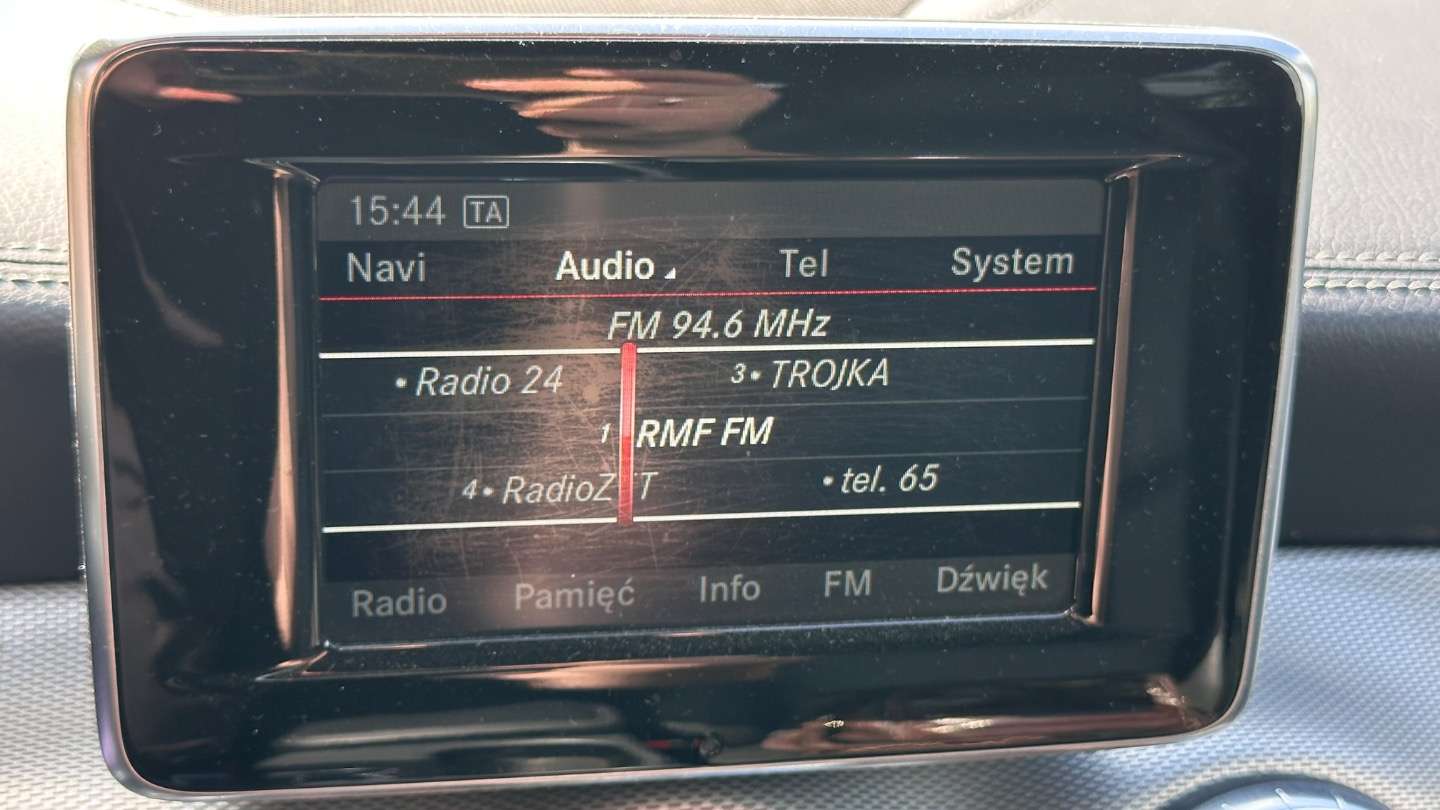 15:44 TA
Navi Audio Tel System
FM 94.6 MHz
• Radio 24 3• TROJKA
1 RMF FM
4• RadioZET • tel. 65
Radio Pamięć Info FM Dźwięk